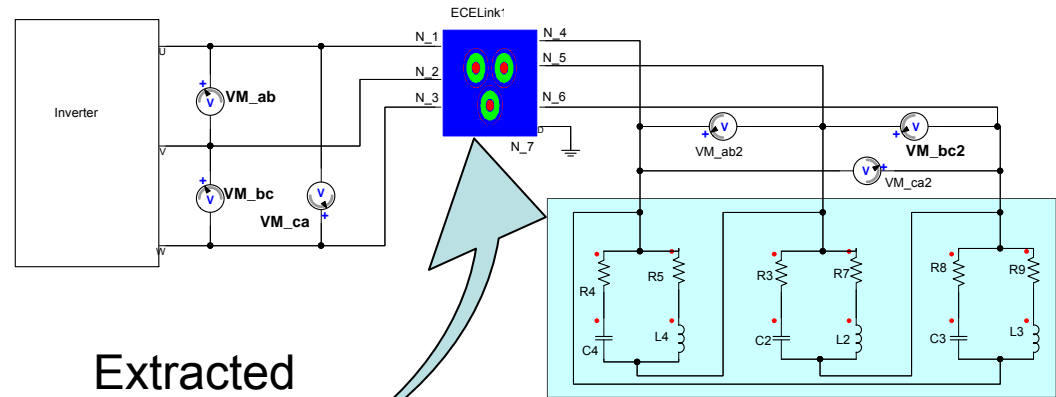 ECELink1
U
N_1
N_4
N_5
+
VM_ab
V
N_2
Inverter
N_3
N_6
0
N_7
V
+
VM_bc
V
V
VM_ca
+
W
+
V
VM_ab2
+
V
VM_bc2
V
+
VM_ca2
R4
R5
R3
R7
R8
R9
C4
L4
C2
L2
C3
L3
Extracted